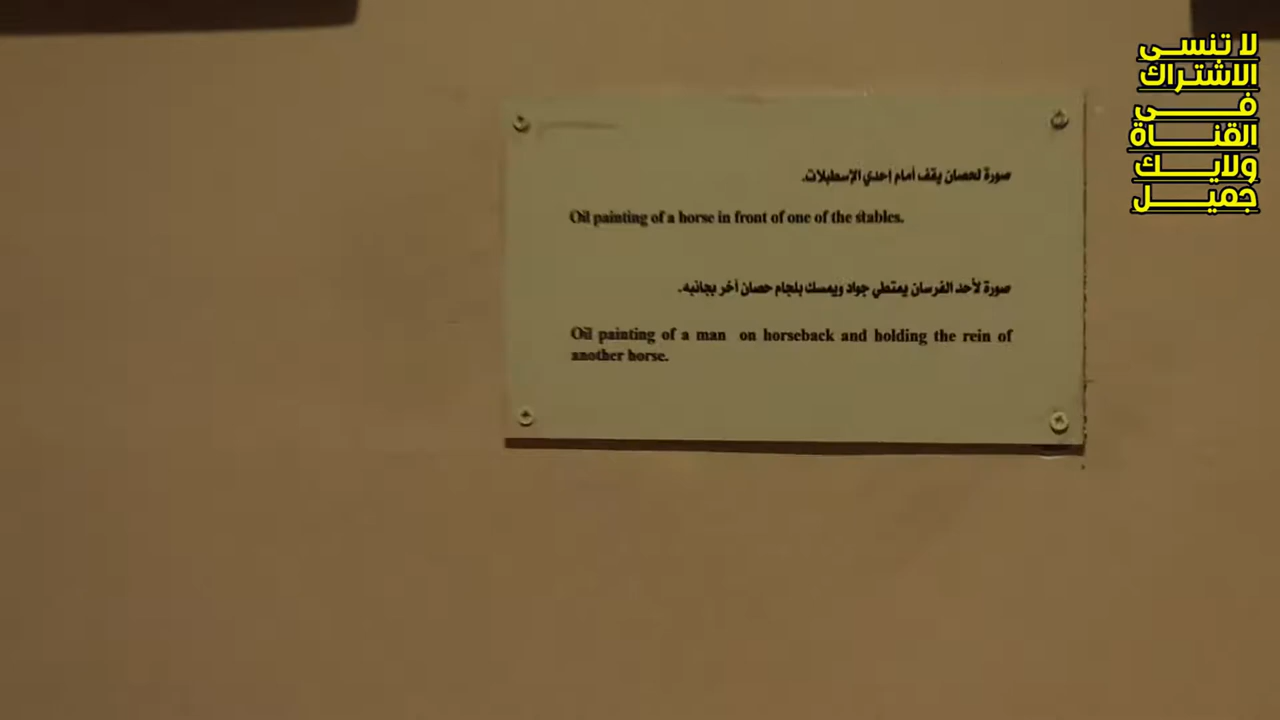 صورة لحصان يقف أمام إحدي الإسطبلات.
Oil painting of a horse in front of one of the stables.
صورة لأحد الفرسان يمتطي جواد ويمسك بلجام حصان آخر بجانبه.
Oil painting of a man on horseback and holding the rein of
another horse.
لا تنسى
الاشتراك
في
القناة
ولايك
جميل